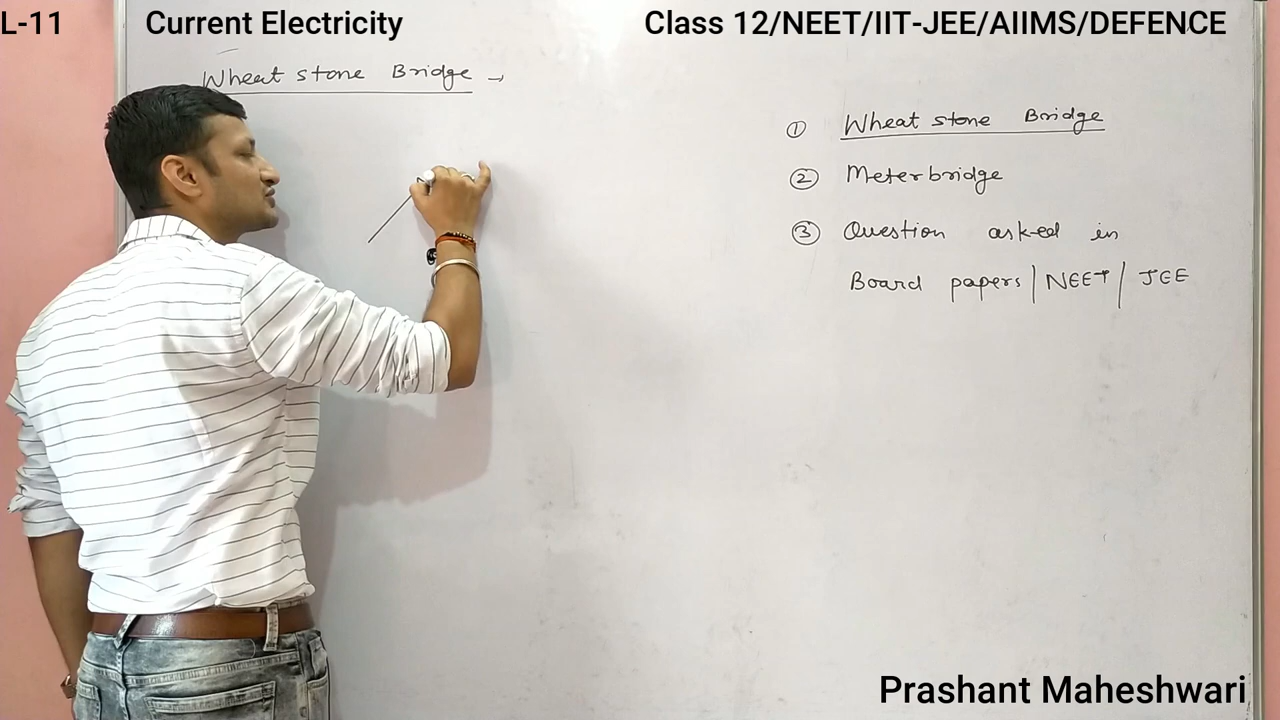 L-11 Current Electricity Class 12/NEET/IIT-JEE/AIIMS/DEFENCE
Wheat stone Bridge →
① Wheat stone Bridge
② Meterbridge
③ Question asked in
Board papers | NEET | JEE
Prashant Maheshwari